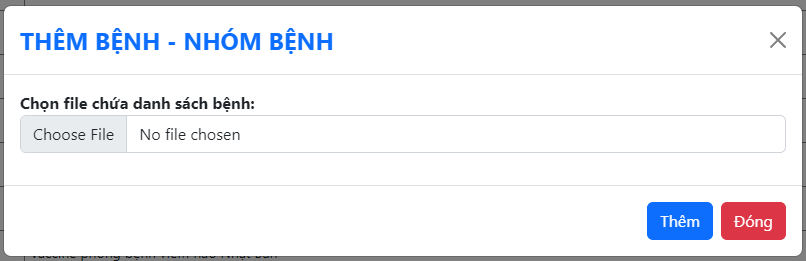 THÊM BỆNH - NHÓM BỆNH
Chọn file chứa danh sách bệnh:
Choose File No file chosen
Thêm Đóng